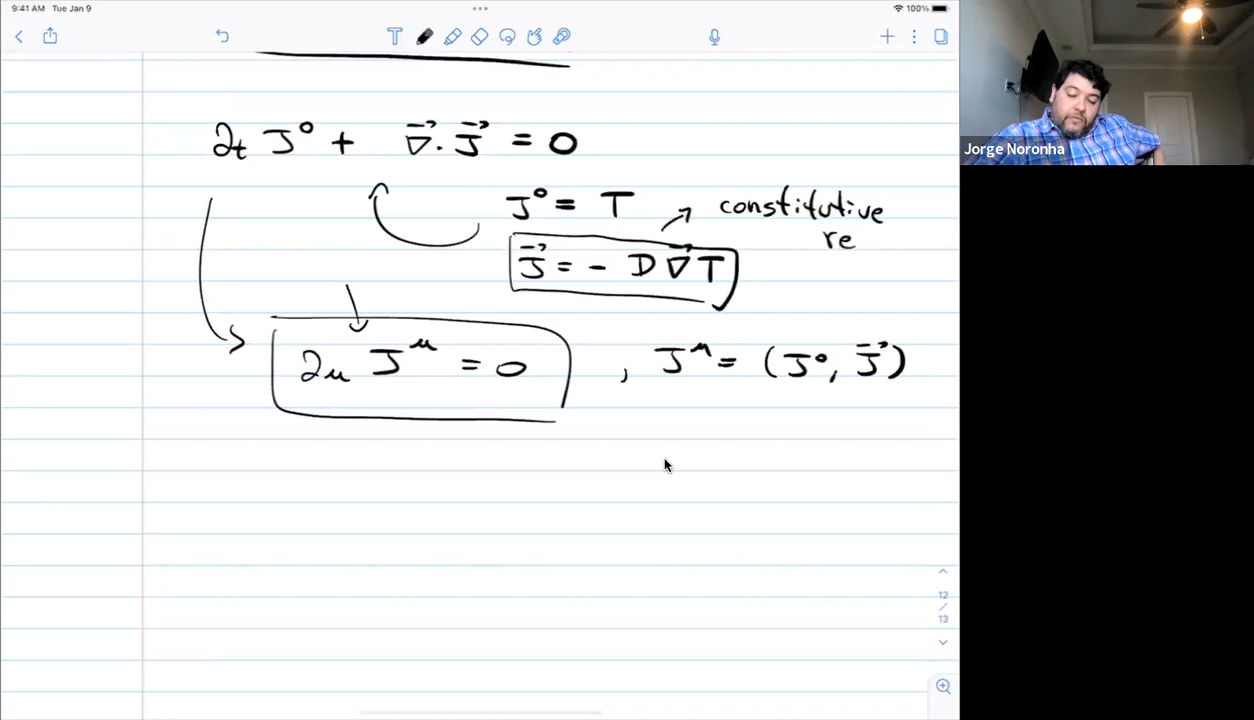 9:41 AM Tue Jan 9
100%
∂t J⁰ + ∇⃗ · J⃗ = 0
J⁰ = T
constitutive
re
J⃗ = - D ∇⃗ T
∂μ J^μ = 0 , J^μ = (J⁰, J⃗)
Jorge Noronha
12
/
13